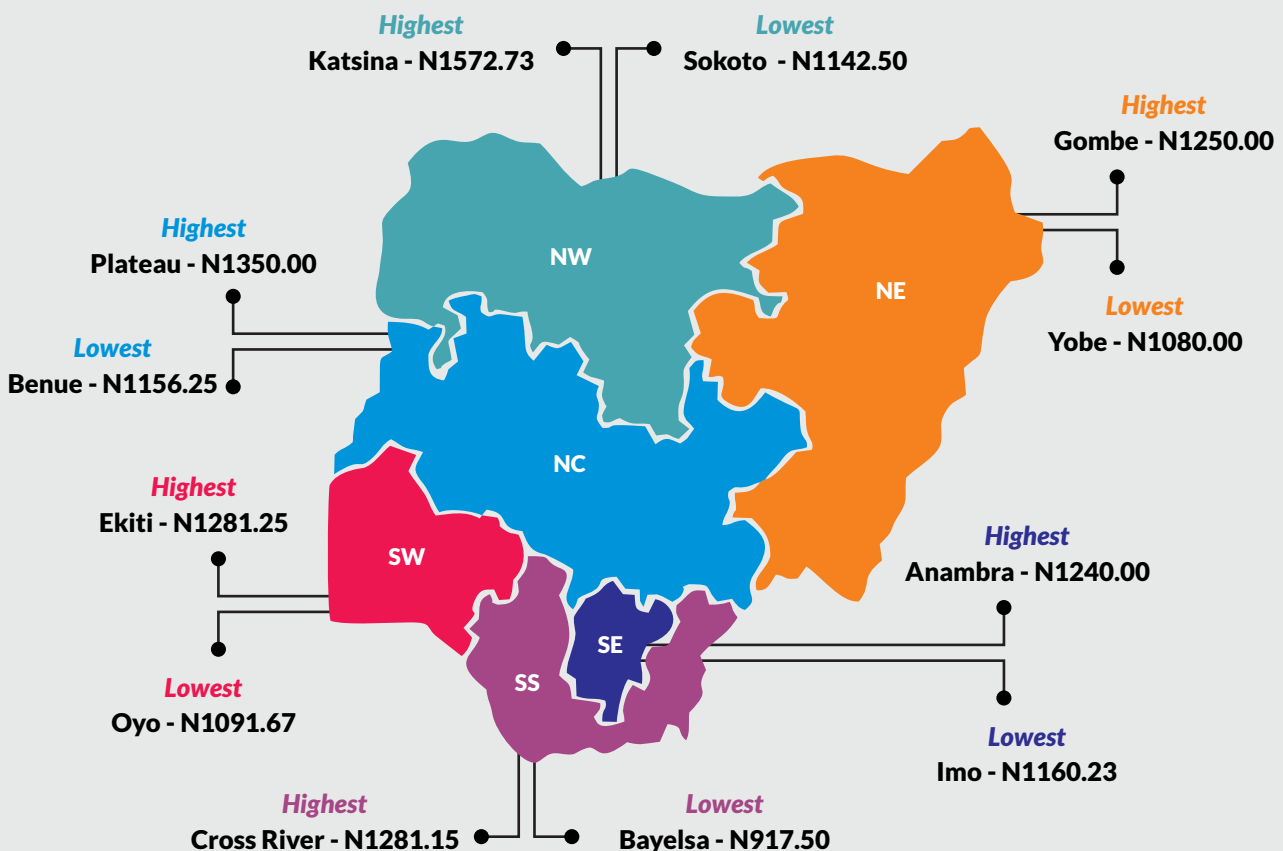 Highest
Katsina - N1572.73
Lowest
Sokoto - N1142.50
Highest
Gombe - N1250.00
Lowest
Yobe - N1080.00
Highest
Plateau - N1350.00
Lowest
Benue - N1156.25
NW
NE
NC
SW
SE
SS
Highest
Ekiti - N1281.25
Lowest
Oyo - N1091.67
Highest
Anambra - N1240.00
Lowest
Imo - N1160.23
Highest
Cross River - N1281.15
Lowest
Bayelsa - N917.50